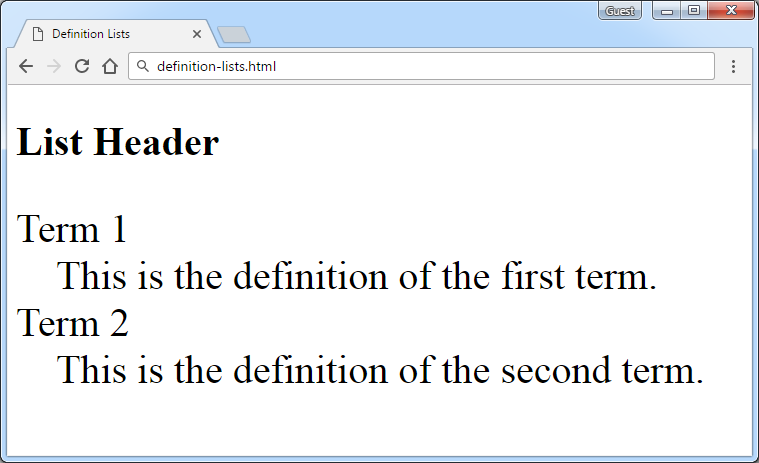 Guest
Definition Lists
definition-lists.html
List Header
Term 1
This is the definition of the first term.
Term 2
This is the definition of the second term.